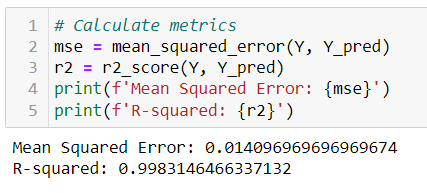 1 # Calculate metrics
2 mse = mean_squared_error(Y, Y_pred)
3 r2 = r2_score(Y, Y_pred)
4 print(f'Mean Squared Error: {mse}')
5 print(f'R-squared: {r2}')
Mean Squared Error: 0.014096969696969674
R-squared: 0.9983146466337132